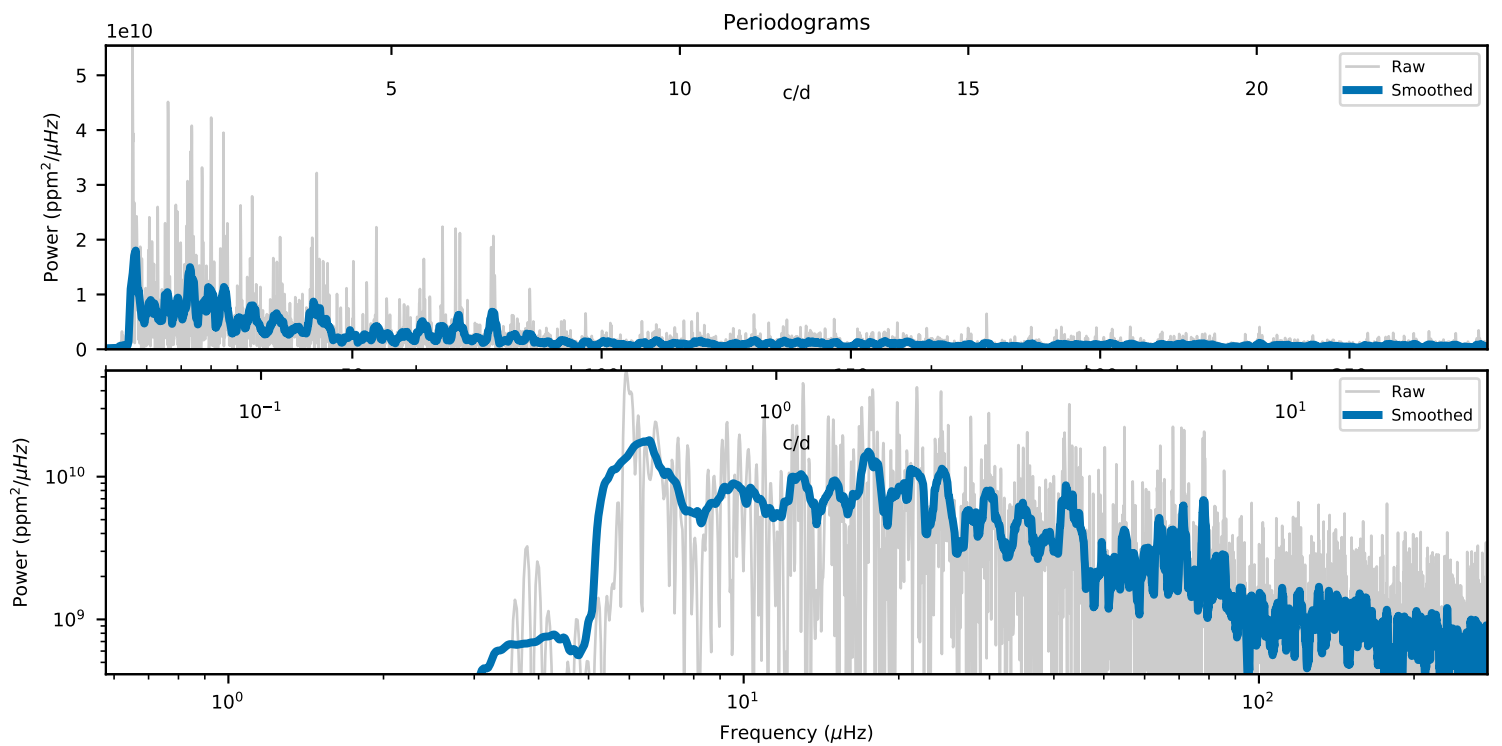 Periodograms
1e10
5
4
3
2
1
0
Power (ppm²/μHz)
5 10 15 20
c/d
Raw
Smoothed
10⁻¹ 10⁰ 10¹
c/d
Raw
Smoothed
10¹⁰
10⁹
Power (ppm²/μHz)
10⁰ 10¹ 10²
Frequency (μHz)